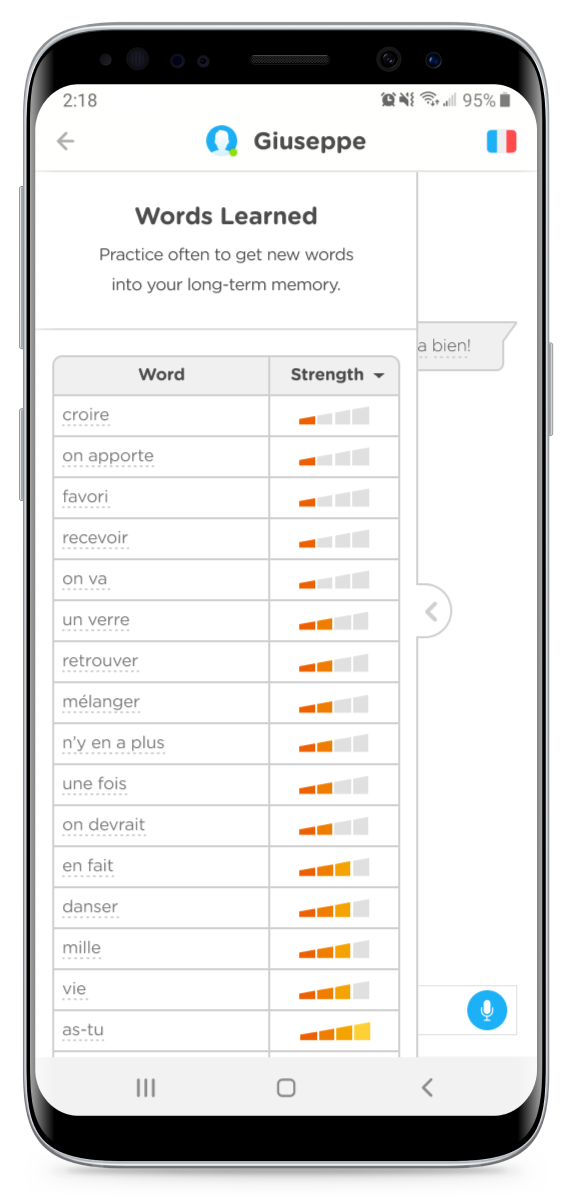 2:18
95%
Giuseppe
Words Learned
Practice often to get new words
into your long-term memory.
a bien!
Word Strength
croire
on apporte
favori
recevoir
on va
un verre
retrouver
mélanger
n'y en a plus
une fois
on devrait
en fait
danser
mille
vie
as-tu